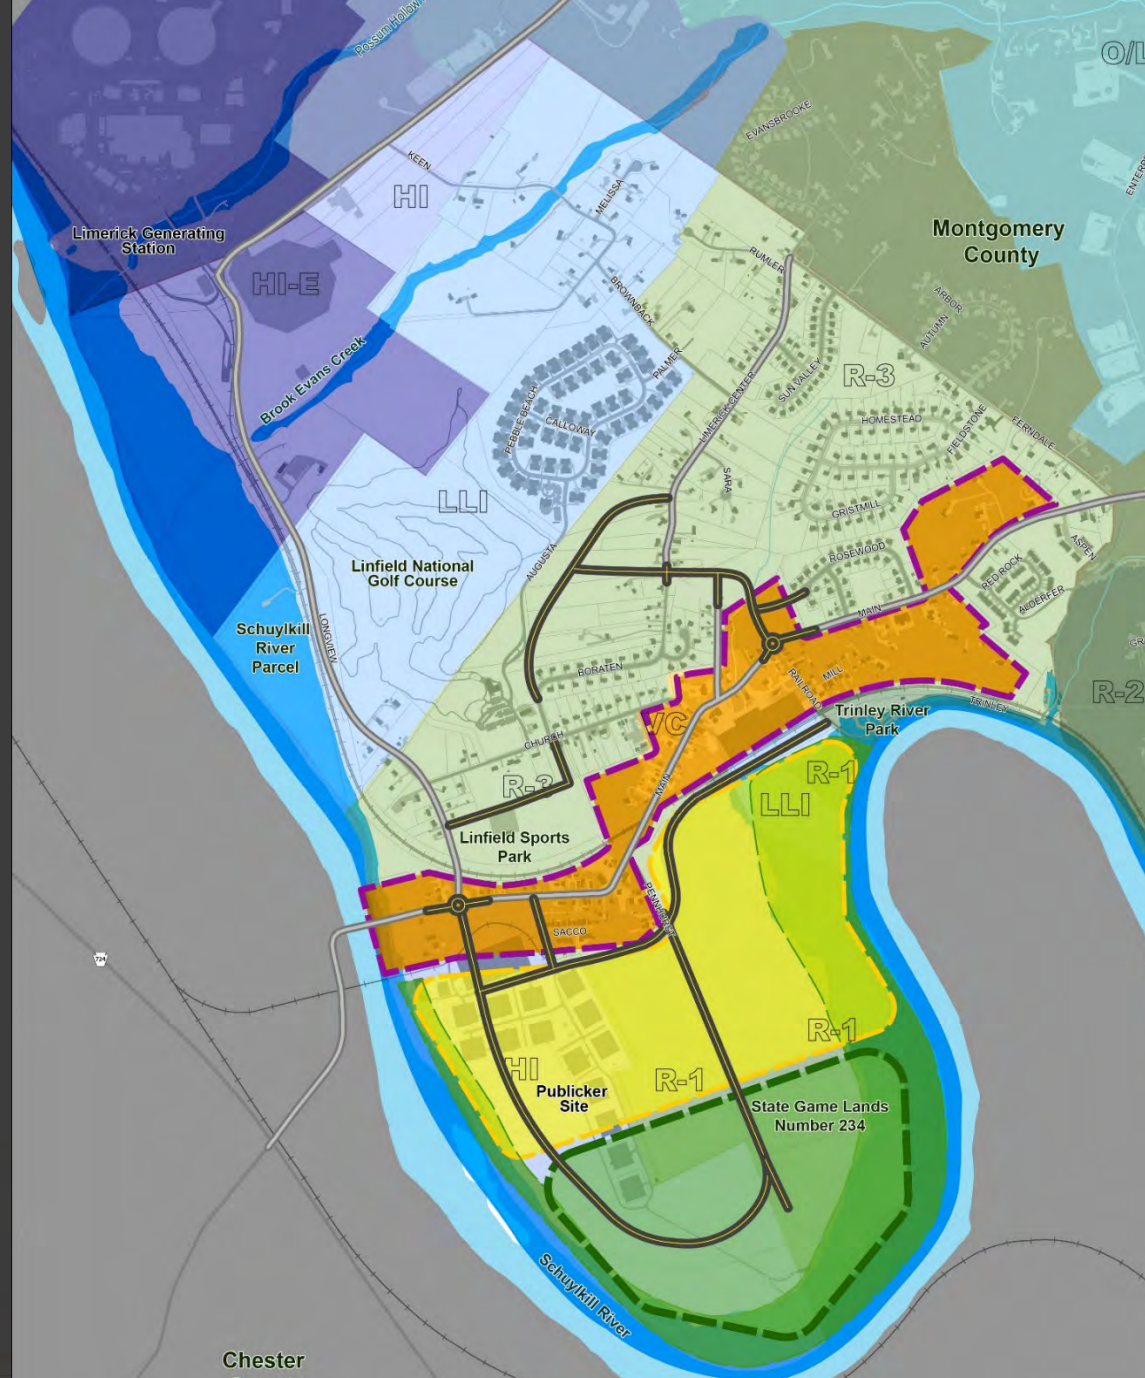 Possum Hollow
O/L
ENTERPR
EVANSBROOKE
KEEN
HI
MELISSA
Limerick Generating
Station
Montgomery
County
RUMLER
HI-E
BROWNBACK
ARBOR
AUTUMN
Brook Evans Creek
PALMER
SUN VALLEY
R-3
PEBBLE BEACH
CALLOWAY
LIMERICK CENTER
HOMESTEAD
FIELDSTONE
FERNDALE
SARA
LLI
GRISTMILL
ROSEWOOD
ASPEN
Linfield National
Golf Course
AUGUSTA
RED ROCK
ALDERFER
MAIN
LONGVIEW
Schuylkill
River
Parcel
BORATEN
MILL
RAILROAD
R-2
TRINLEY
Trinley River
Park
VC
CHURCH
R-3
MAIN
R-1
LLI
Linfield Sports
Park
PENNHURST
SACCO
724
R-1
HI
R-1
Publicker
Site
State Game Lands
Number 234
Schuylkill River
Chester